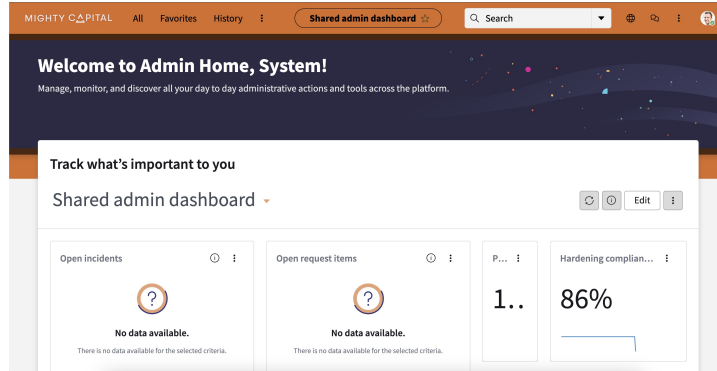 MIGHTY CAPITAL All Favorites History Shared admin dashboard Search
Welcome to Admin Home, System!
Manage, monitor, and discover all your day to day administrative actions and tools across the platform.
Track what's important to you
Shared admin dashboard
Edit
Open incidents
?
No data available.
There is no data available for the selected criteria.
Open request items
?
No data available.
There is no data available for the selected criteria.
P...
1..
Hardening complian...
86%